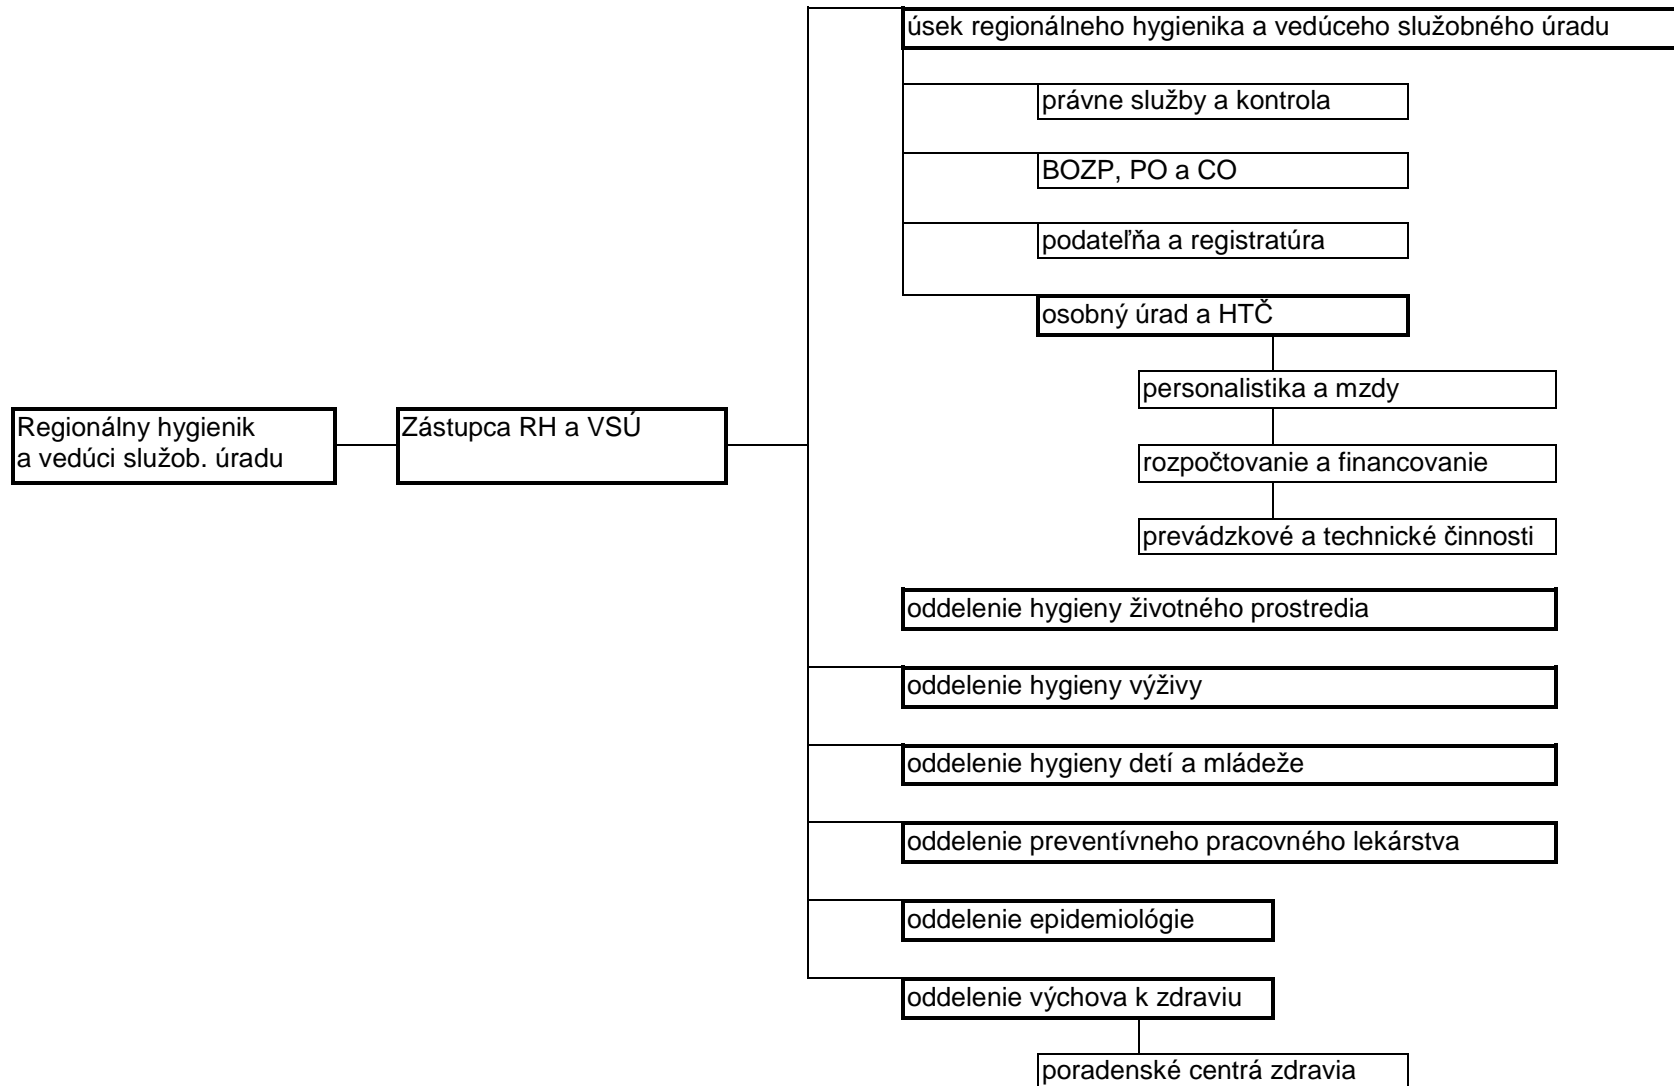 úsek regionálneho hygienika a vedúceho služobného úradu
právne služby a kontrola
BOZP, PO a CO
podateľňa a registratúra
osobný úrad a HTČ
personalistika a mzdy
Regionálny hygienik
a vedúci služob. úradu
Zástupca RH a VSÚ
rozpočtovanie a financovanie
prevádzkové a technické činnosti
oddelenie hygieny životného prostredia
oddelenie hygieny výživy
oddelenie hygieny detí a mládeže
oddelenie preventívneho pracovného lekárstva
oddelenie epidemiológie
oddelenie výchova k zdraviu
poradenské centrá zdravia